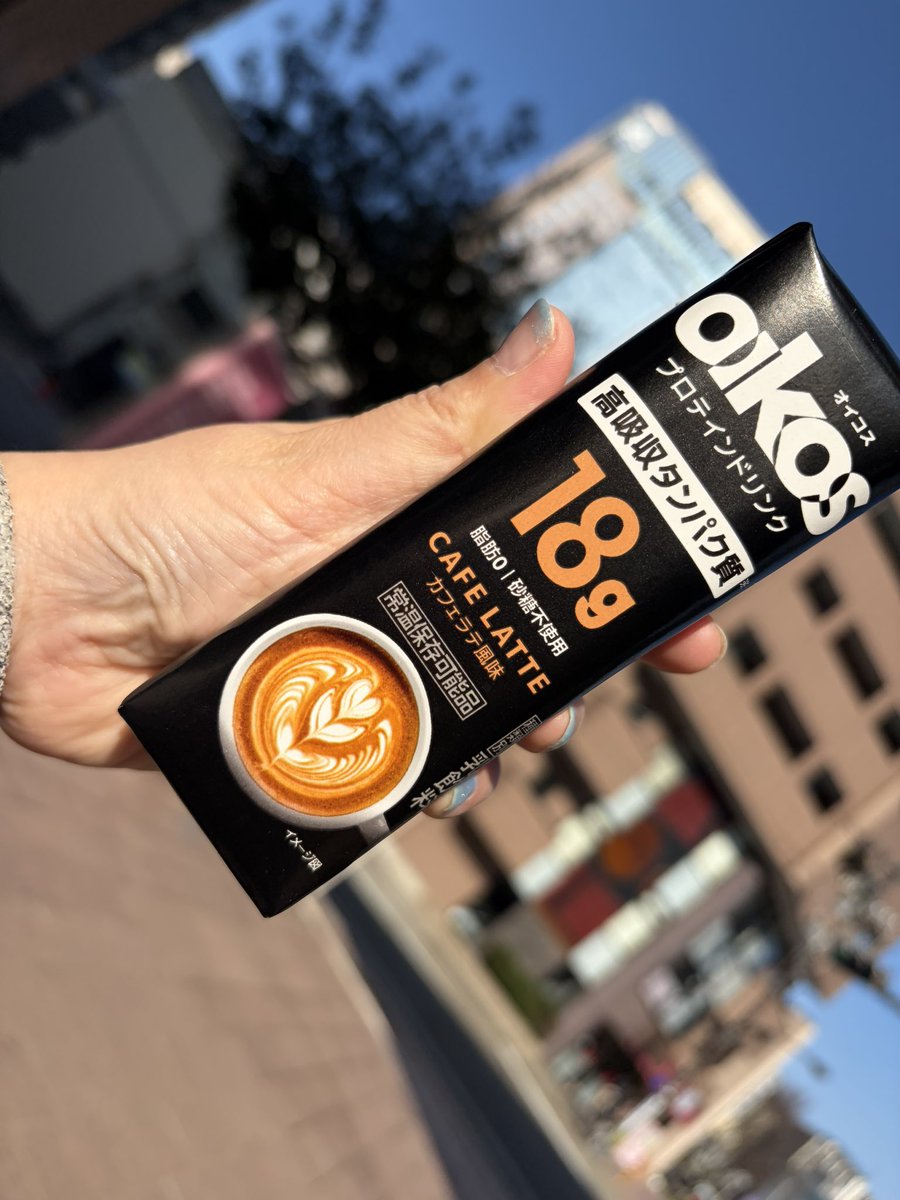 オイコス
oikos
プロテインドリンク
高吸収タンパク質
18g
脂肪0 | 砂糖不使用
CAFE LATTE
カフェラテ風味
常温保存可能品
イメージ図